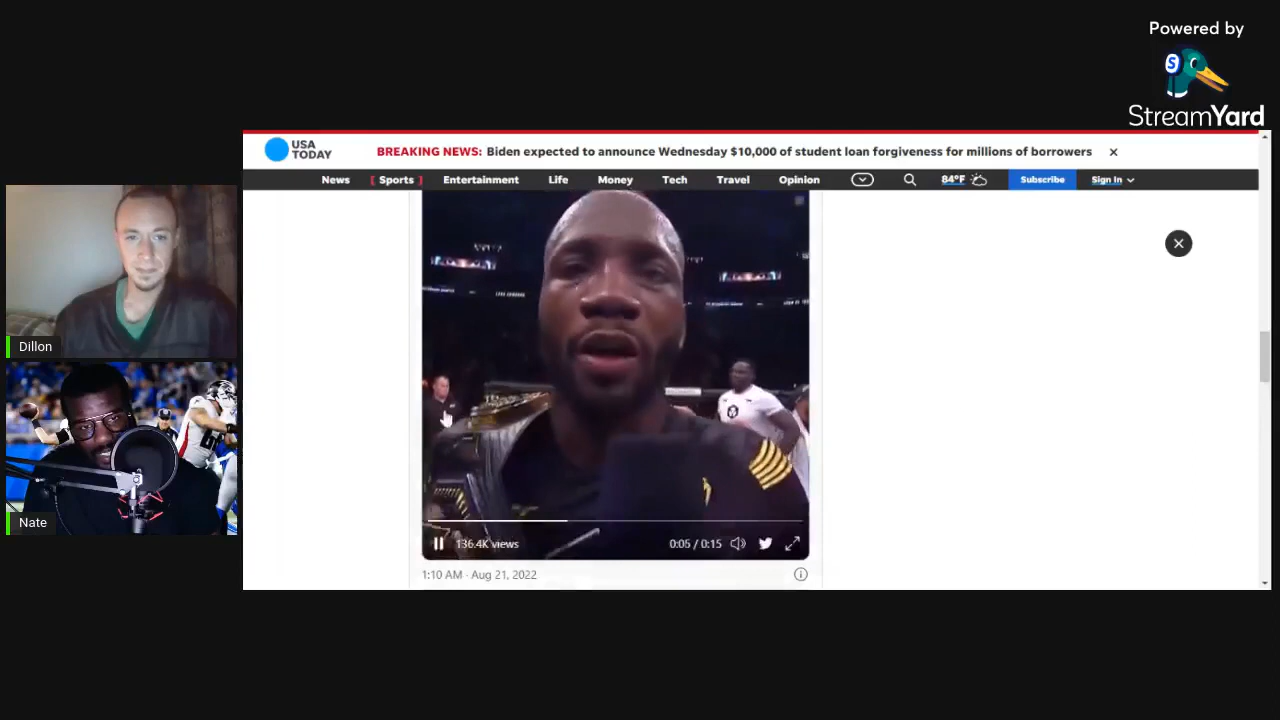 Powered by
StreamYard
USA
TODAY
BREAKING NEWS: Biden expected to announce Wednesday $10,000 of student loan forgiveness for millions of borrowers
News [ Sports ] Entertainment Life Money Tech Travel Opinion 84°F Subscribe Sign In
136.4K views 0:05 / 0:15
1:10 AM · Aug 21, 2022
Dillon
Nate